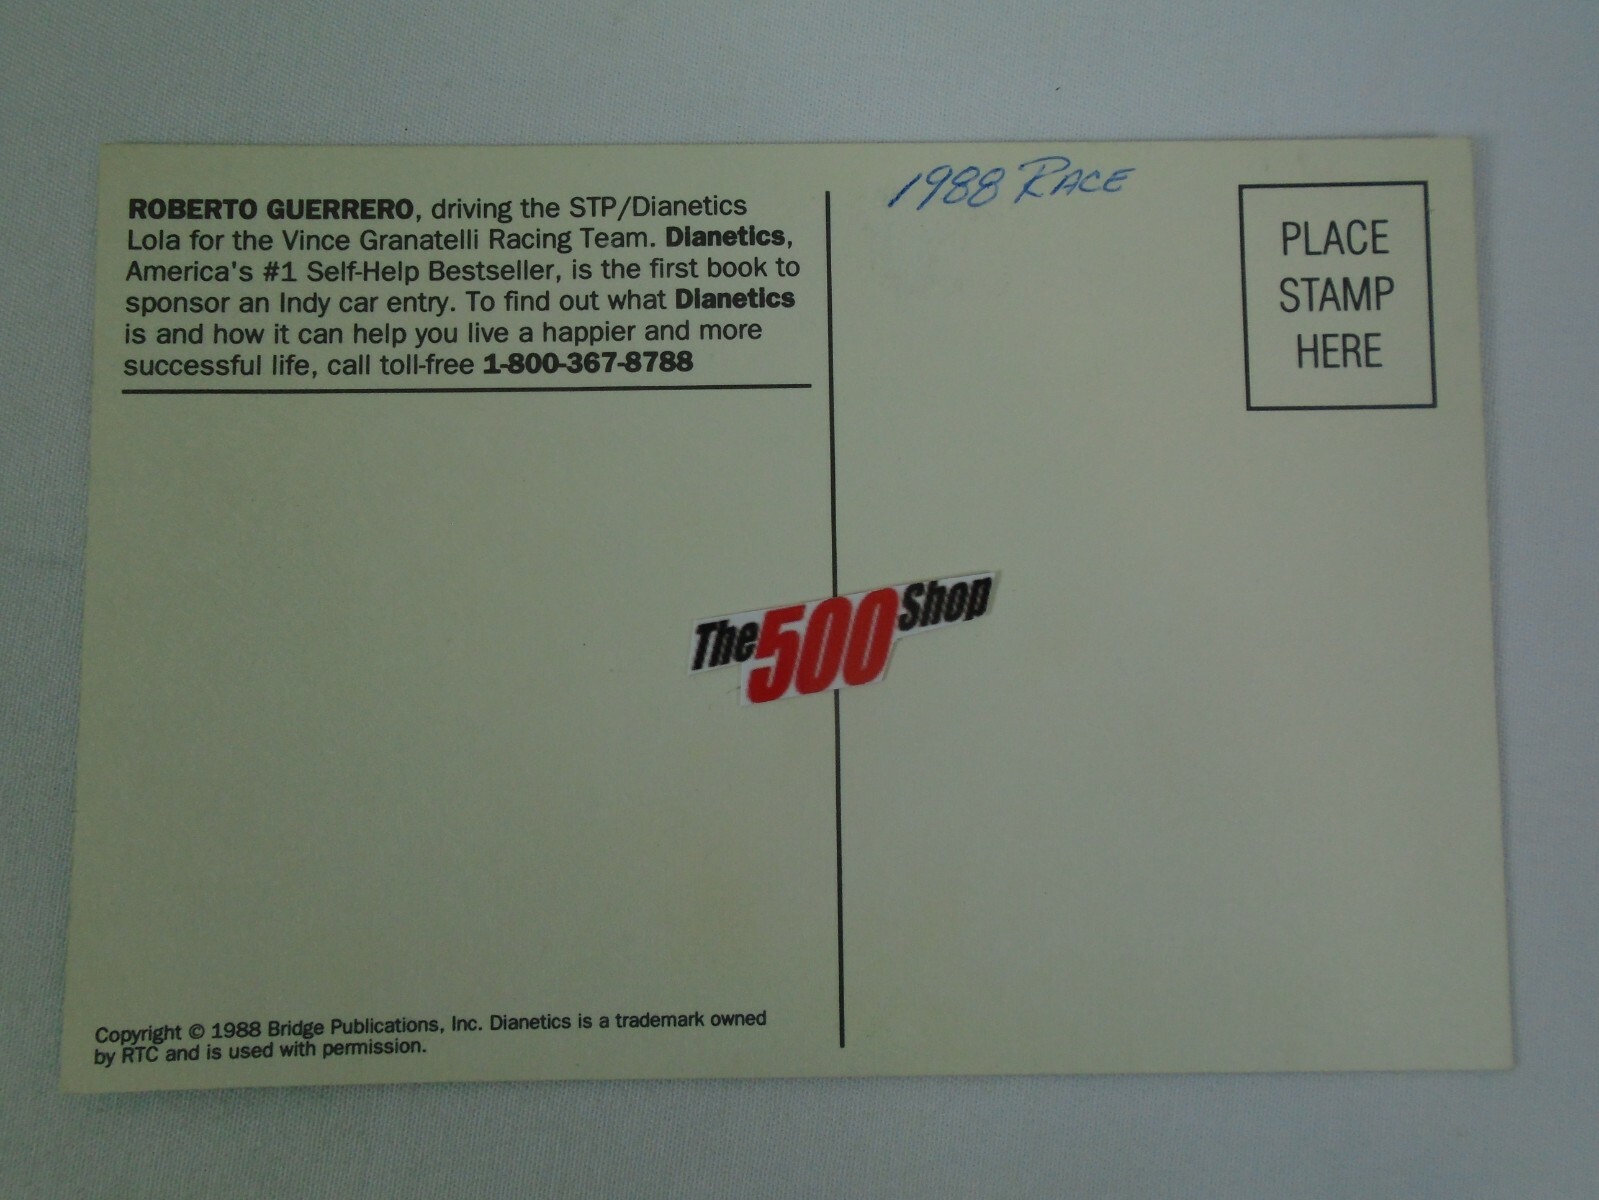 ROBERTO GUERRERO, driving the STP/Dianetics
Lola for the Vince Granatelli Racing Team. Dianetics,
America's #1 Self-Help Bestseller, is the first book to
sponsor an Indy car entry. To find out what Dianetics
is and how it can help you live a happier and more
successful life, call toll-free 1-800-367-8788
1988 RACE
PLACE
STAMP
HERE
The 500 Shop
Copyright © 1988 Bridge Publications, Inc. Dianetics is a trademark owned
by RTC and is used with permission.